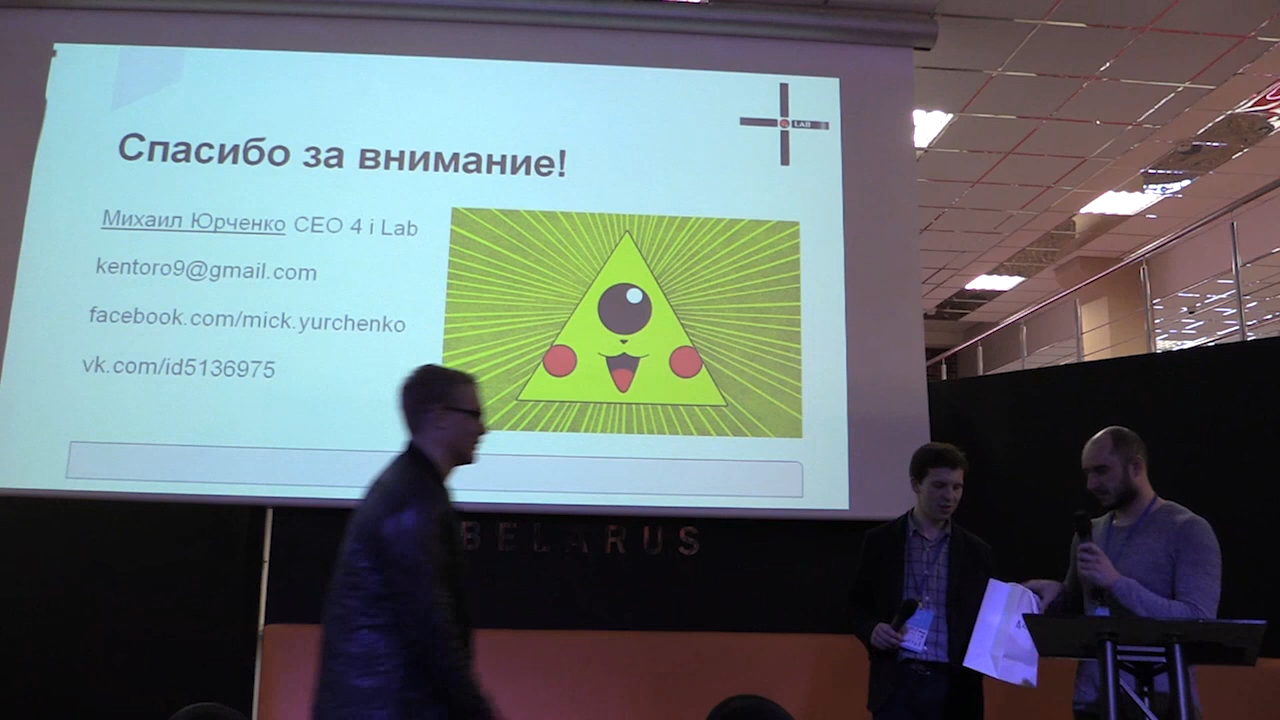 LAB
Спасибо за внимание!
Михаил Юрченко CEO 4 i Lab
kentoro9@gmail.com
facebook.com/mick.yurchenko
vk.com/id5136975
BELARUS